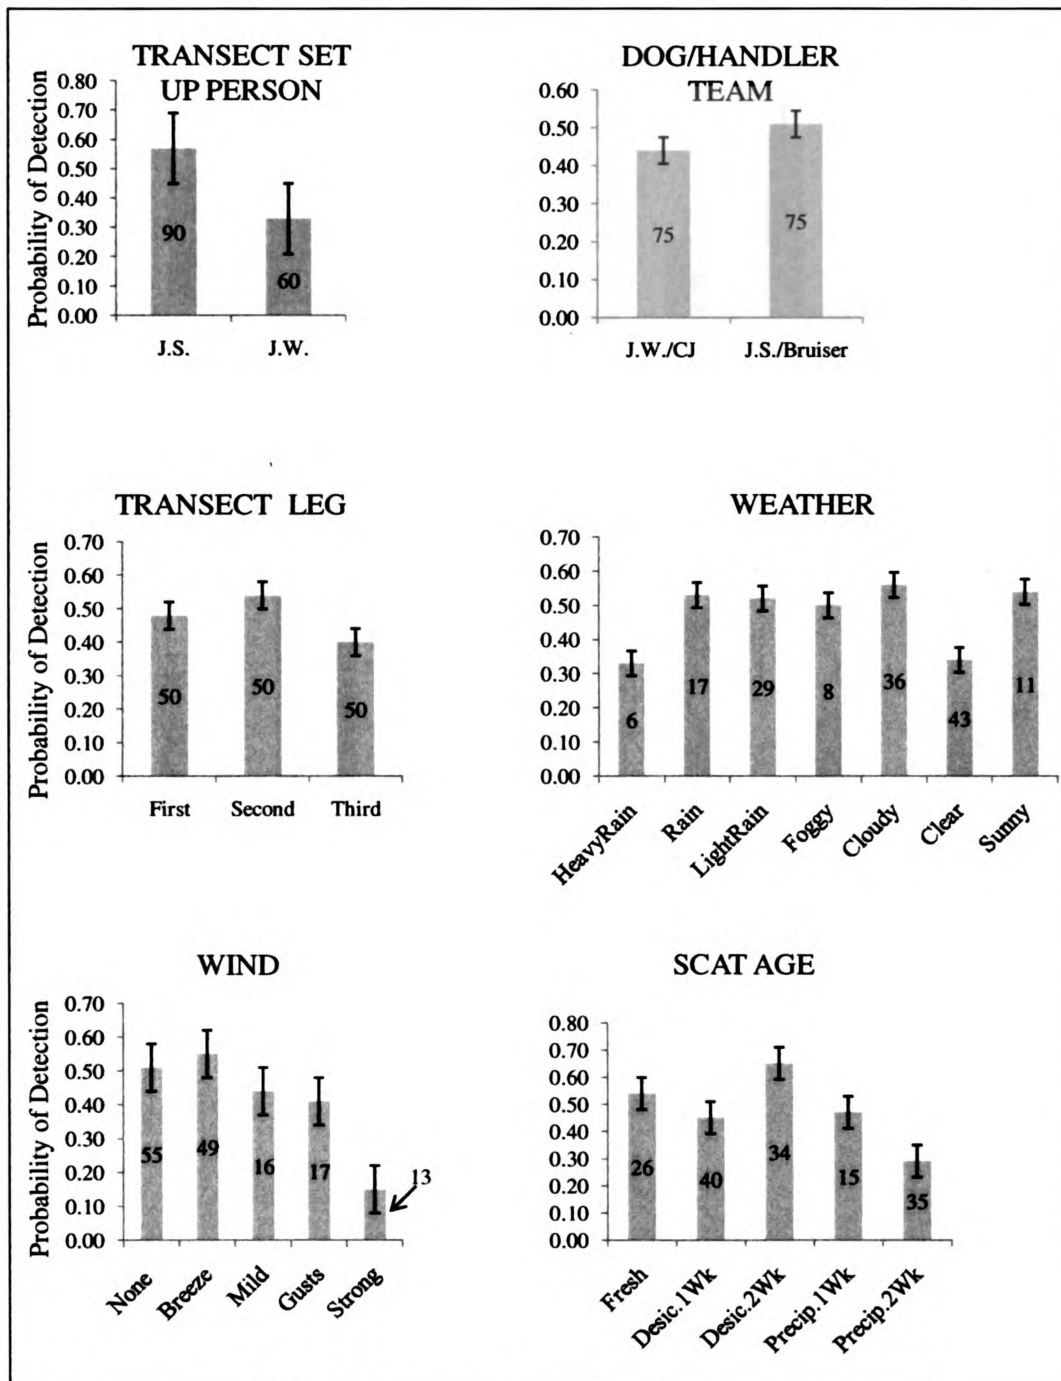 TRANSECT SET
UP PERSON
Probability of Detection
0.80
0.70
0.60
0.50
0.40
0.30
0.20
0.10
0.00
90
60
J.S.
J.W.
DOG/HANDLER
TEAM
0.60
0.50
0.40
0.30
0.20
0.10
0.00
75
75
J.W./CJ
J.S./Bruiser
TRANSECT LEG
Probability of Detection
0.70
0.60
0.50
0.40
0.30
0.20
0.10
0.00
50
50
50
First
Second
Third
WEATHER
0.70
0.60
0.50
0.40
0.30
0.20
0.10
0.00
6
17
29
8
36
43
11
HeavyRain
Rain
LightRain
Foggy
Cloudy
Clear
Sunny
WIND
Probability of Detection
0.70
0.60
0.50
0.40
0.30
0.20
0.10
0.00
55
49
16
17
13
None
Breeze
Mild
Gusts
Strong
SCAT AGE
0.80
0.70
0.60
0.50
0.40
0.30
0.20
0.10
0.00
26
40
34
15
35
Fresh
Desic.1Wk
Desic.2Wk
Precip.1Wk
Precip.2Wk